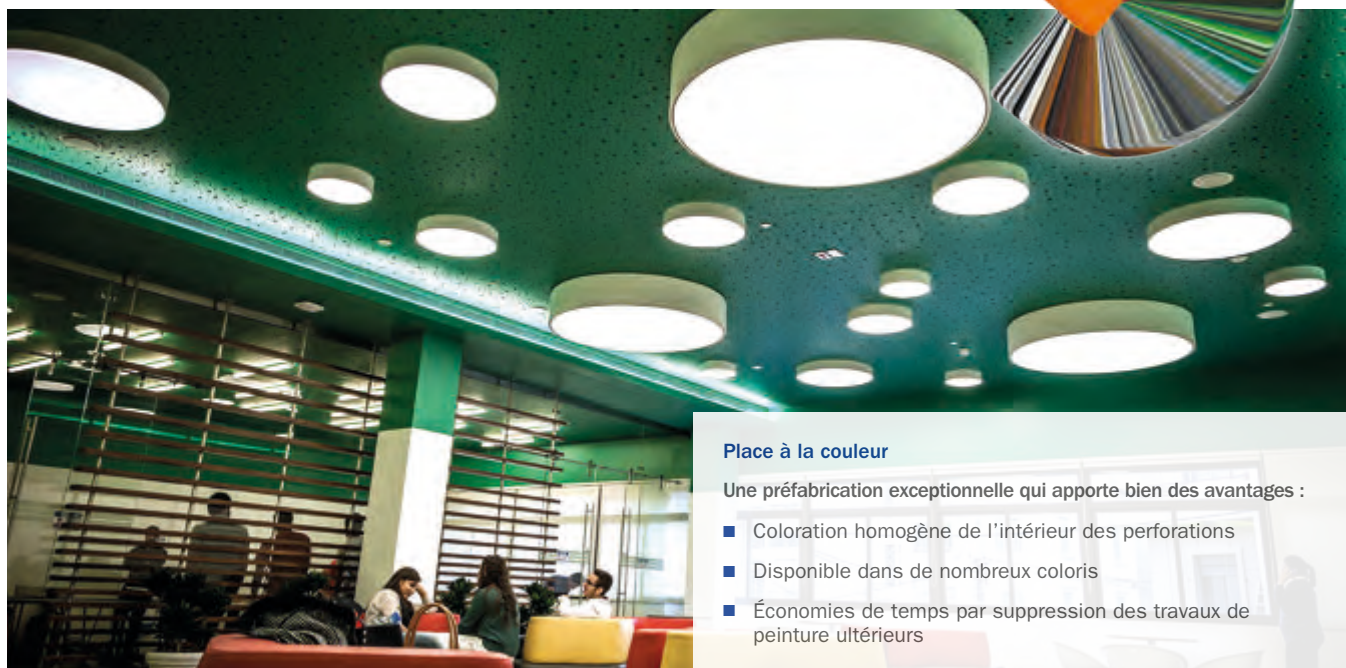 Place à la couleur
Une préfabrication exceptionnelle qui apporte bien des avantages :
■ Coloration homogène de l’intérieur des perforations
■ Disponible dans de nombreux coloris
■ Économies de temps par suppression des travaux de
peinture ultérieurs